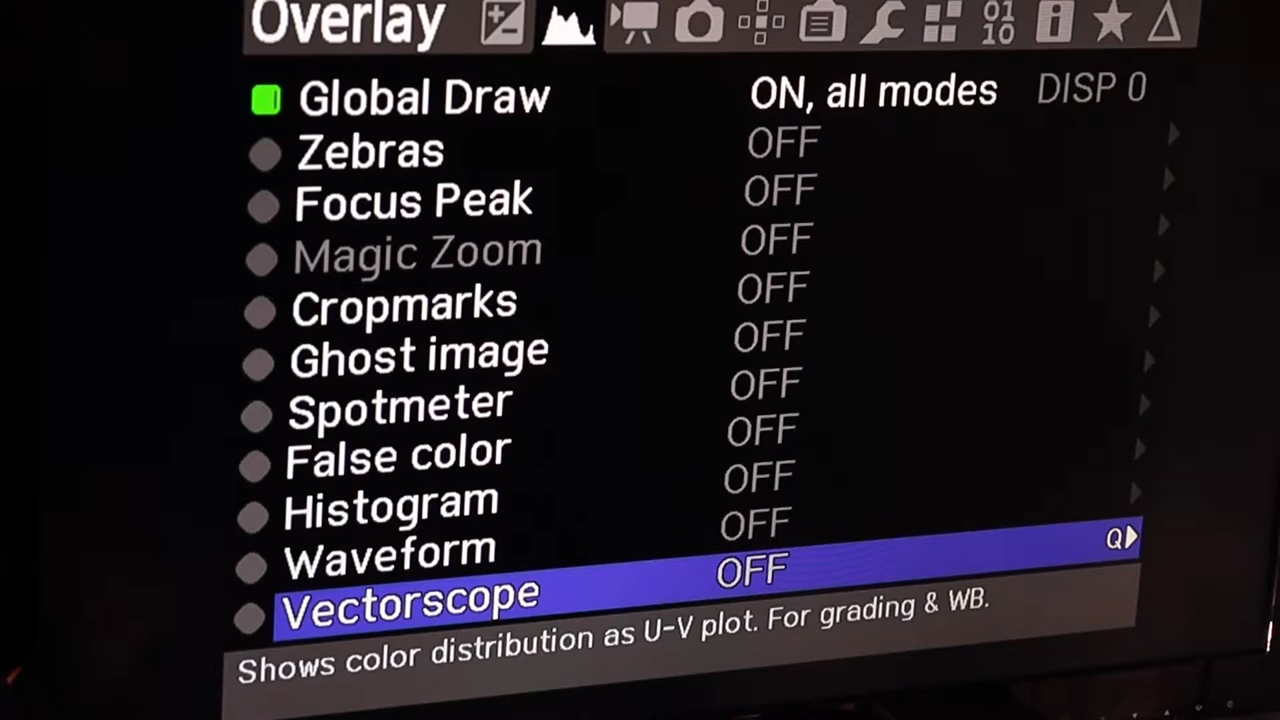 Overlay
Global Draw ON, all modes DISP 0
Zebras OFF
Focus Peak OFF
Magic Zoom OFF
Cropmarks OFF
Ghost image OFF
Spotmeter OFF
False color OFF
Histogram OFF
Waveform OFF
Vectorscope OFF Q
Shows color distribution as U-V plot. For grading & WB.